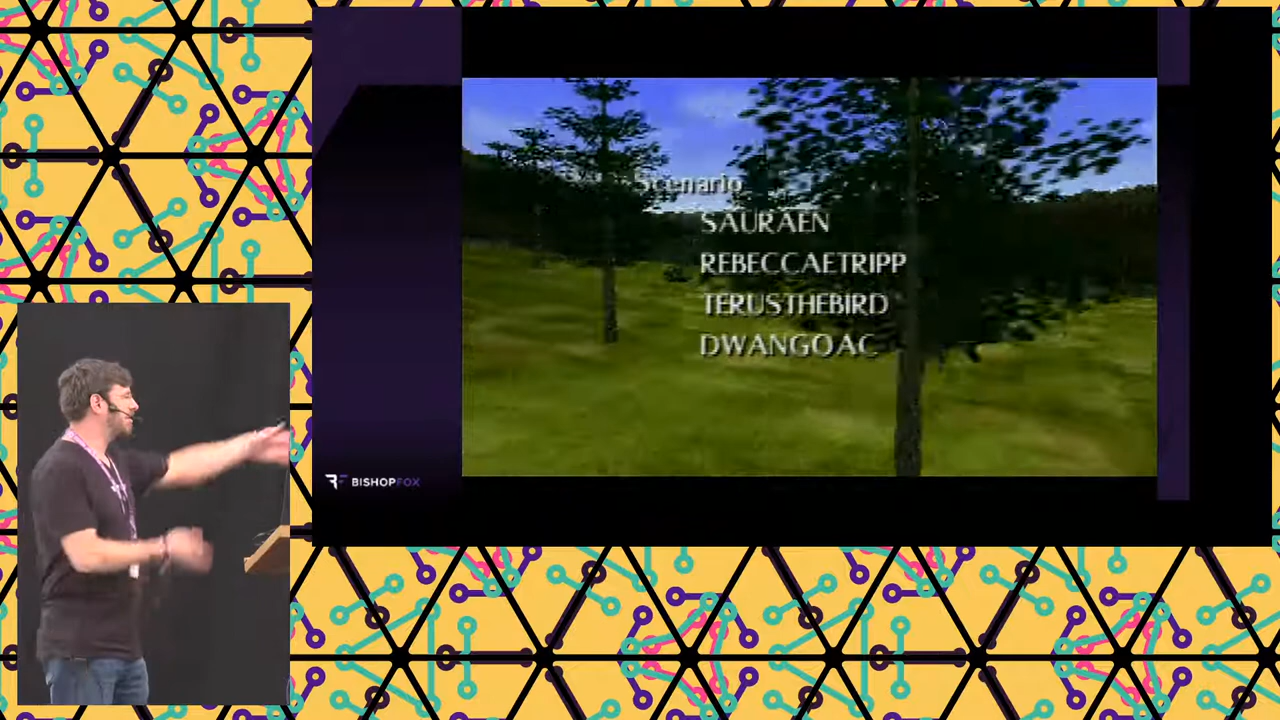 Scenario
SAURAEN
REBECCAETRIPP
TERUSTHEBIRD
DWANGOAC
BISHOPFOX